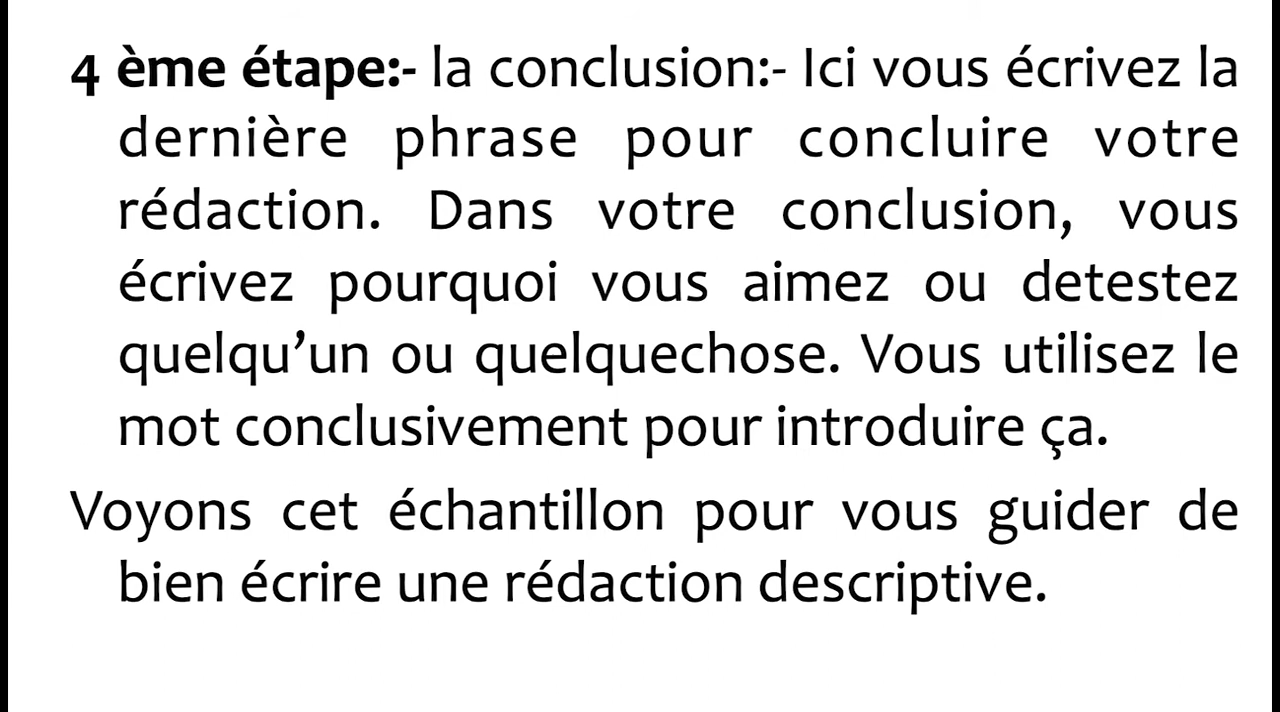 4 ème étape:- la conclusion:- Ici vous écrivez la
dernière phrase pour concluire votre
rédaction. Dans votre conclusion, vous
écrivez pourquoi vous aimez ou detestez
quelqu’un ou quelquechose. Vous utilisez le
mot conclusivement pour introduire ça.
Voyons cet échantillon pour vous guider de
bien écrire une rédaction descriptive.